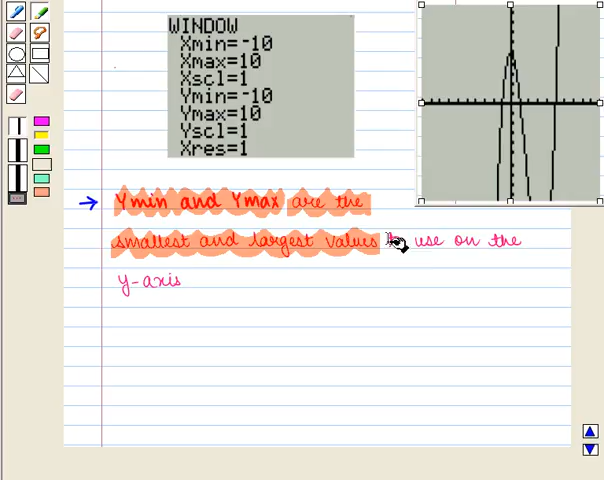 WINDOW
Xmin=-10
Xmax=10
Xscl=1
Ymin=-10
Ymax=10
Yscl=1
Xres=1
Ymin and Ymax are the
smallest and largest values use on the
y-axis